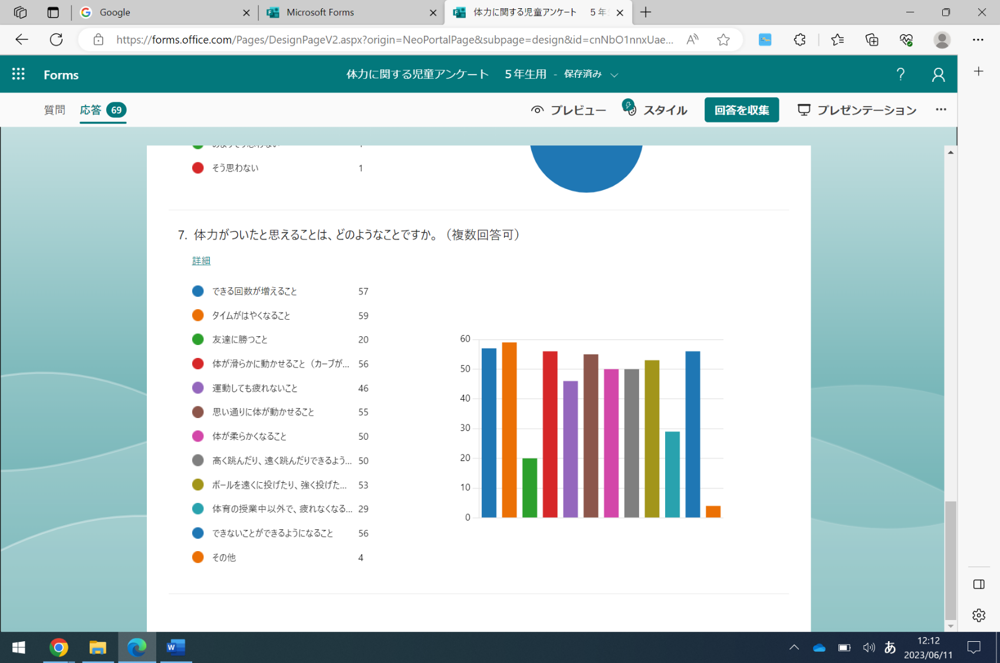 Google
Microsoft Forms
体力に関する児童アンケート　５年
https://forms.office.com/Pages/DesignPageV2.aspx?origin=NeoPortalPage&subpage=design&id=cnNbO1nnxUae...
Forms
体力に関する児童アンケート　５年生用 - 保存済み
?
質問
応答 69
プレビュー
スタイル
回答を収集
プレゼンテーション
そう思わない 1
7. 体力がついたと思えることは、どのようなことですか。（複数回答可）
詳細
できる回数が増えること 57
タイムがはやくなること 59
友達に勝つこと 20
体が滑らかに動かせること（カーブが... 56
運動しても疲れないこと 46
思い通りに体が動かせること 55
体が柔らかくなること 50
高く跳んだり、遠く跳んだりできるよう... 50
ボールを遠くに投げたり、強く投げた... 53
体育の授業中以外で、疲れなくなる... 29
できないことができるようになること 56
その他 4
60
50
40
30
20
10
0
あ
12:12
2023/06/11